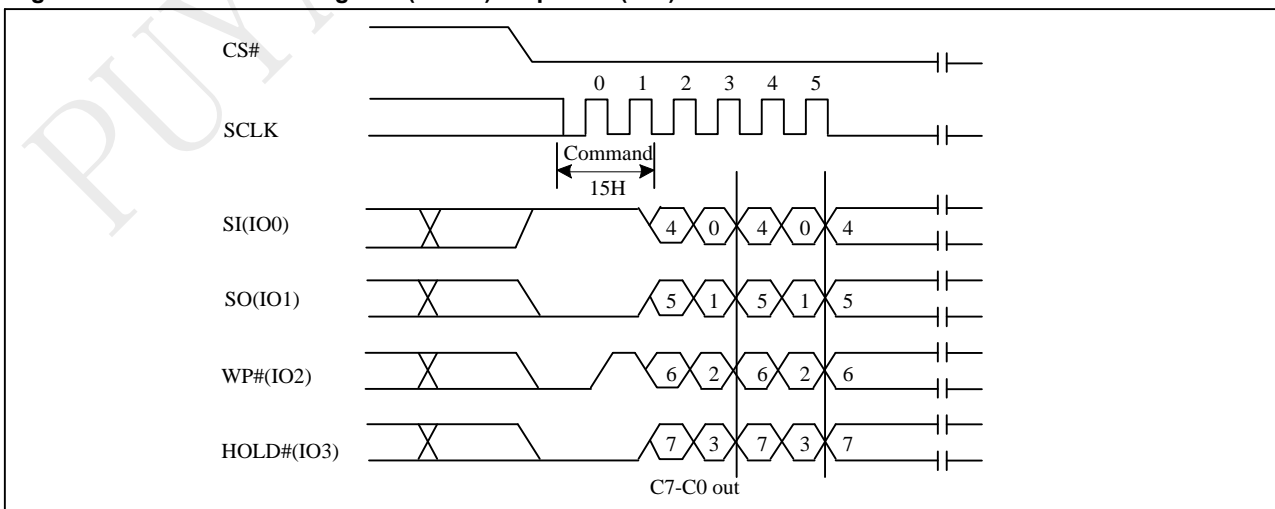 CS#
0 1 2 3 4 5
SCLK
Command
15H
SI(IO0) 4 0 4 0 4
SO(IO1) 5 1 5 1 5
WP#(IO2) 6 2 6 2 6
HOLD#(IO3) 7 3 7 3 7
C7-C0 out